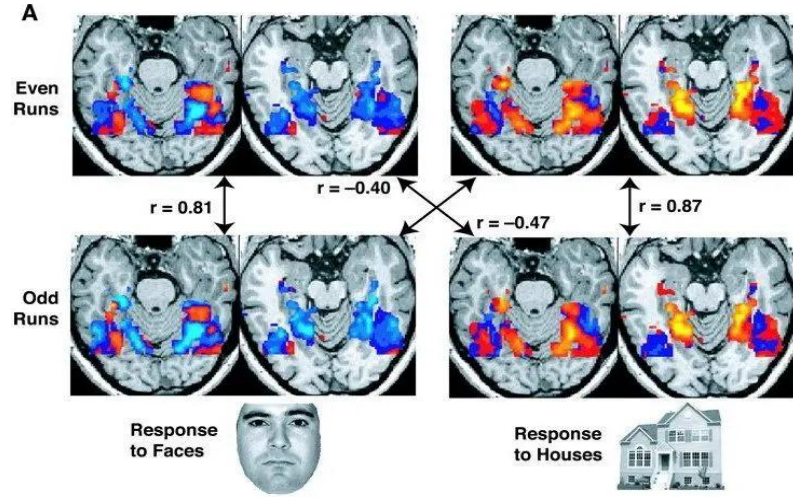 A
Even
Runs
r = 0.81
r = –0.40
r = –0.47
r = 0.87
Odd
Runs
Response
to Faces
Response
to Houses